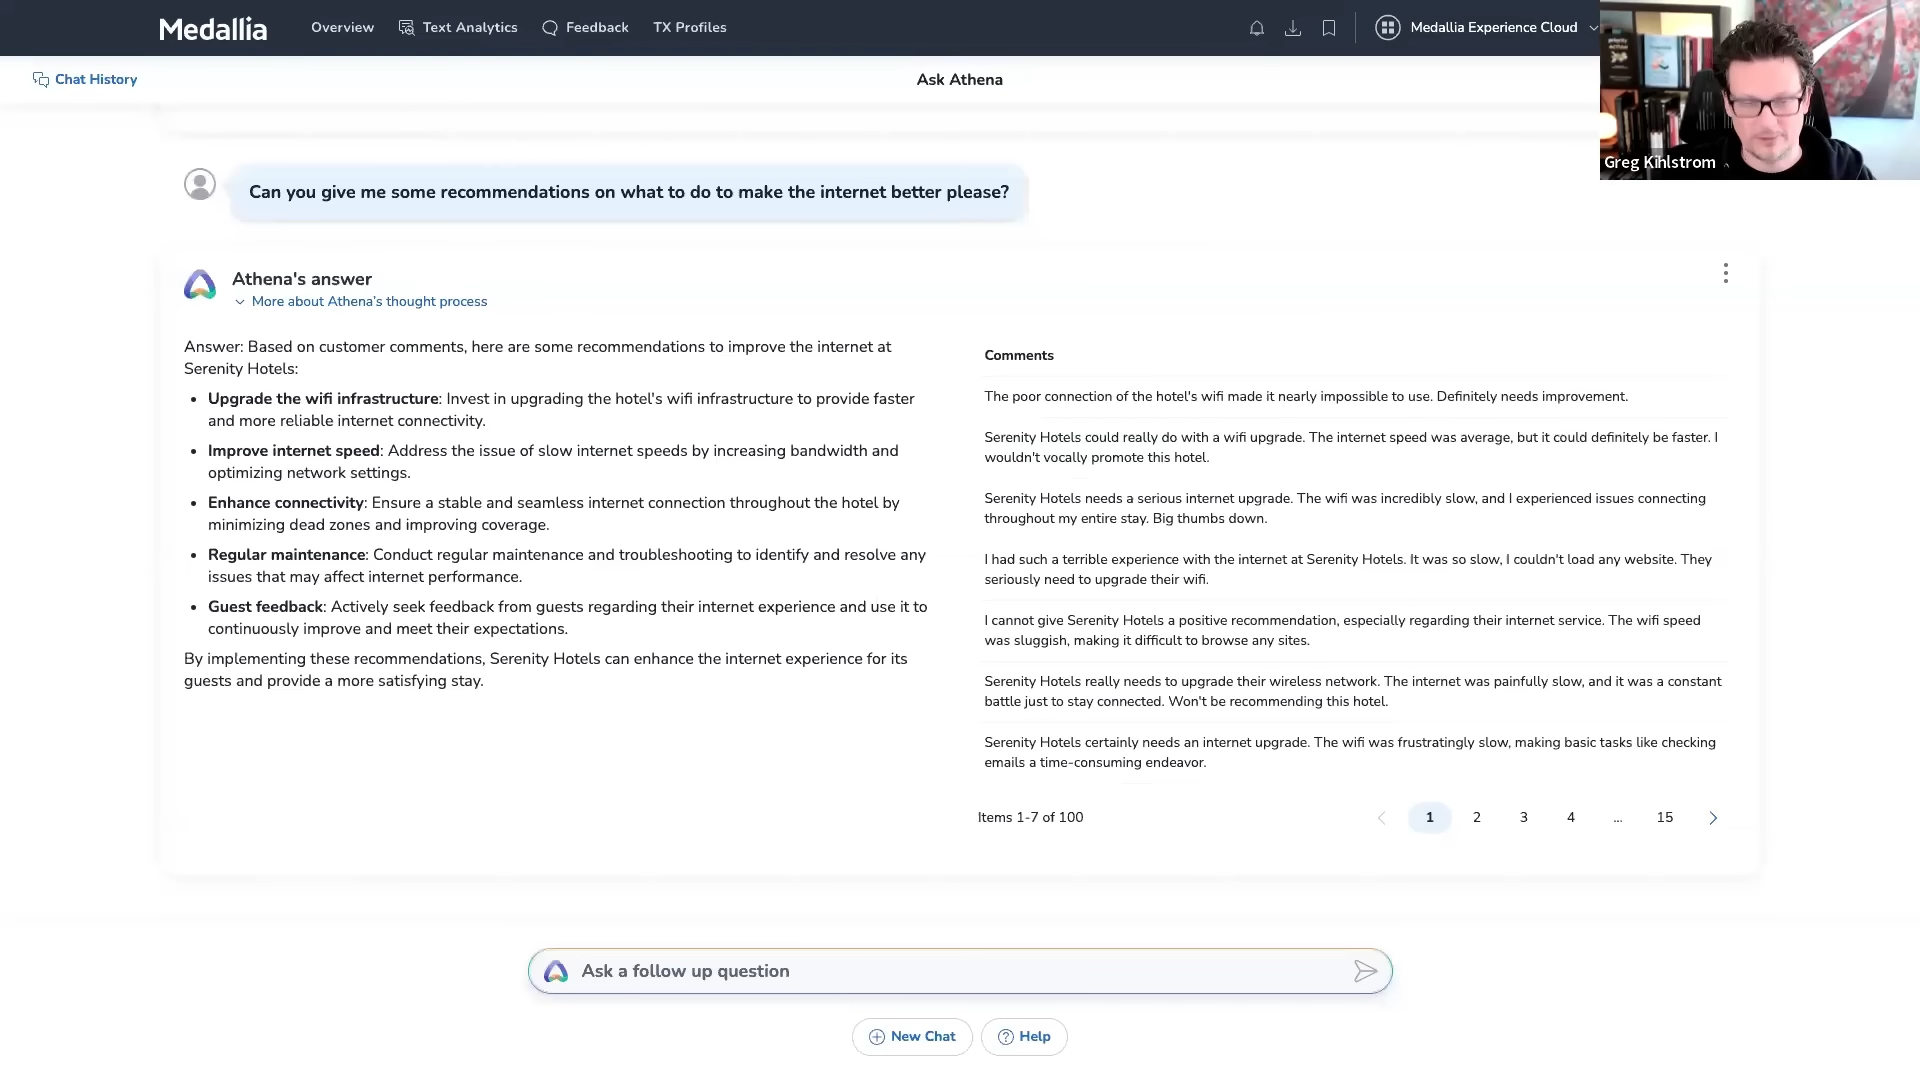 Medallia
Overview
Text Analytics
Feedback
TX Profiles
Medallia Experience Cloud
Chat History
Ask Athena
Greg Kihlstrom
Can you give me some recommendations on what to do to make the internet better please?
Athena's answer
More about Athena's thought process
Answer: Based on customer comments, here are some recommendations to improve the internet at
Serenity Hotels:
• Upgrade the wifi infrastructure: Invest in upgrading the hotel's wifi infrastructure to provide faster
and more reliable internet connectivity.
• Improve internet speed: Address the issue of slow internet speeds by increasing bandwidth and
optimizing network settings.
• Enhance connectivity: Ensure a stable and seamless internet connection throughout the hotel by
minimizing dead zones and improving coverage.
• Regular maintenance: Conduct regular maintenance and troubleshooting to identify and resolve any
issues that may affect internet performance.
• Guest feedback: Actively seek feedback from guests regarding their internet experience and use it to
continuously improve and meet their expectations.
By implementing these recommendations, Serenity Hotels can enhance the internet experience for its
guests and provide a more satisfying stay.
Comments
The poor connection of the hotel's wifi made it nearly impossible to use. Definitely needs improvement.
Serenity Hotels could really do with a wifi upgrade. The internet speed was average, but it could definitely be faster. I
wouldn't vocally promote this hotel.
Serenity Hotels needs a serious internet upgrade. The wifi was incredibly slow, and I experienced issues connecting
throughout my entire stay. Big thumbs down.
I had such a terrible experience with the internet at Serenity Hotels. It was so slow, I couldn't load any website. They
seriously need to upgrade their wifi.
I cannot give Serenity Hotels a positive recommendation, especially regarding their internet service. The wifi speed
was sluggish, making it difficult to browse any sites.
Serenity Hotels really needs to upgrade their wireless network. The internet was painfully slow, and it was a constant
battle just to stay connected. Won't be recommending this hotel.
Serenity Hotels certainly needs an internet upgrade. The wifi was frustratingly slow, making basic tasks like checking
emails a time-consuming endeavor.
Items 1-7 of 100
1 2 3 4 ... 15
Ask a follow up question
New Chat
Help